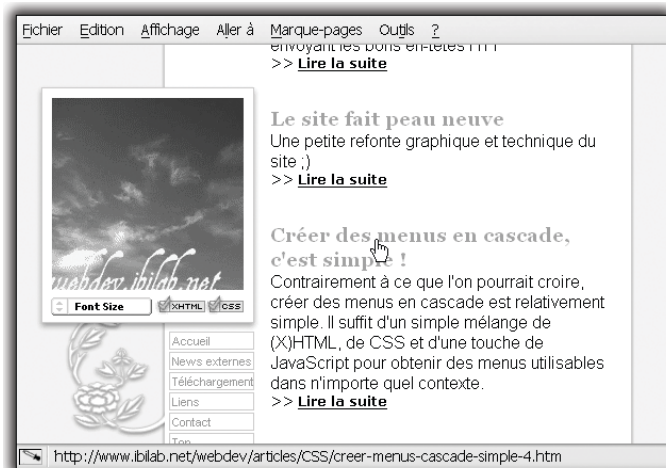 Fichier Edition Affichage Aller à Marque-pages Outils ?
envoyant les bons en-têtes HTTP
>> Lire la suite
Le site fait peau neuve
Une petite refonte graphique et technique du
site ;)
>> Lire la suite
Créer des menus en cascade,
c'est simple !
Contrairement à ce que l'on pourrait croire,
créer des menus en cascade est relativement
simple. Il suffit d'un simple mélange de
(X)HTML, de CSS et d'une touche de
JavaScript pour obtenir des menus utilisables
dans n'importe quel contexte.
>> Lire la suite
webdev.ibilab.net
Font Size XHTML CSS
Accueil
News externes
Téléchargement
Liens
Contact
Top
http://www.ibilab.net/webdev/articles/CSS/creer-menus-cascade-simple-4.htm